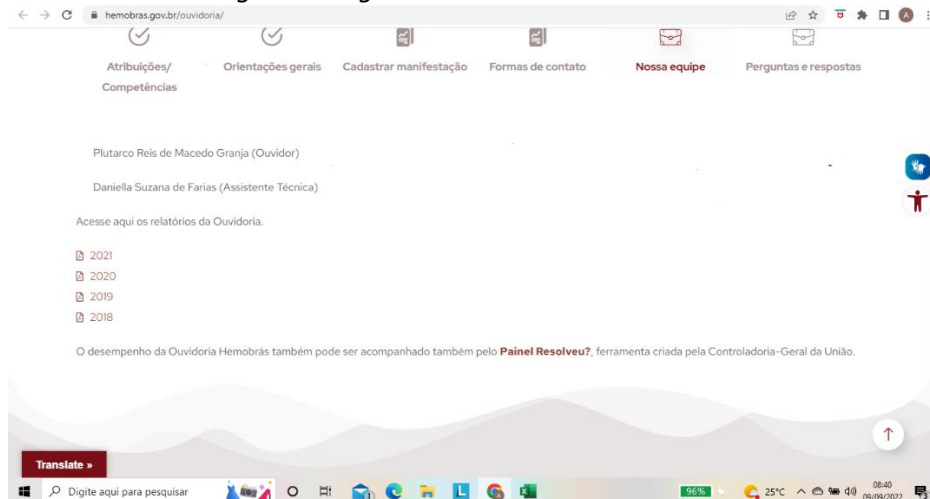 hemobras.gov.br/ouvidoria/
A
Atribuições/
Competências
Orientações gerais
Cadastrar manifestação
Formas de contato
Nossa equipe
Perguntas e respostas
Plutarco Reis de Macedo Granja (Ouvidor)
Daniella Suzana de Farias (Assistente Técnica)
Acesse aqui os relatórios da Ouvidoria.
2021
2020
2019
2018
O desempenho da Ouvidoria Hemobrás também pode ser acompanhado também pelo Painel Resolveu?, ferramenta criada pela Controladoria-Geral da União.
Translate »
Digite aqui para pesquisar
L
96%
25°C
08:40
09/09/2022